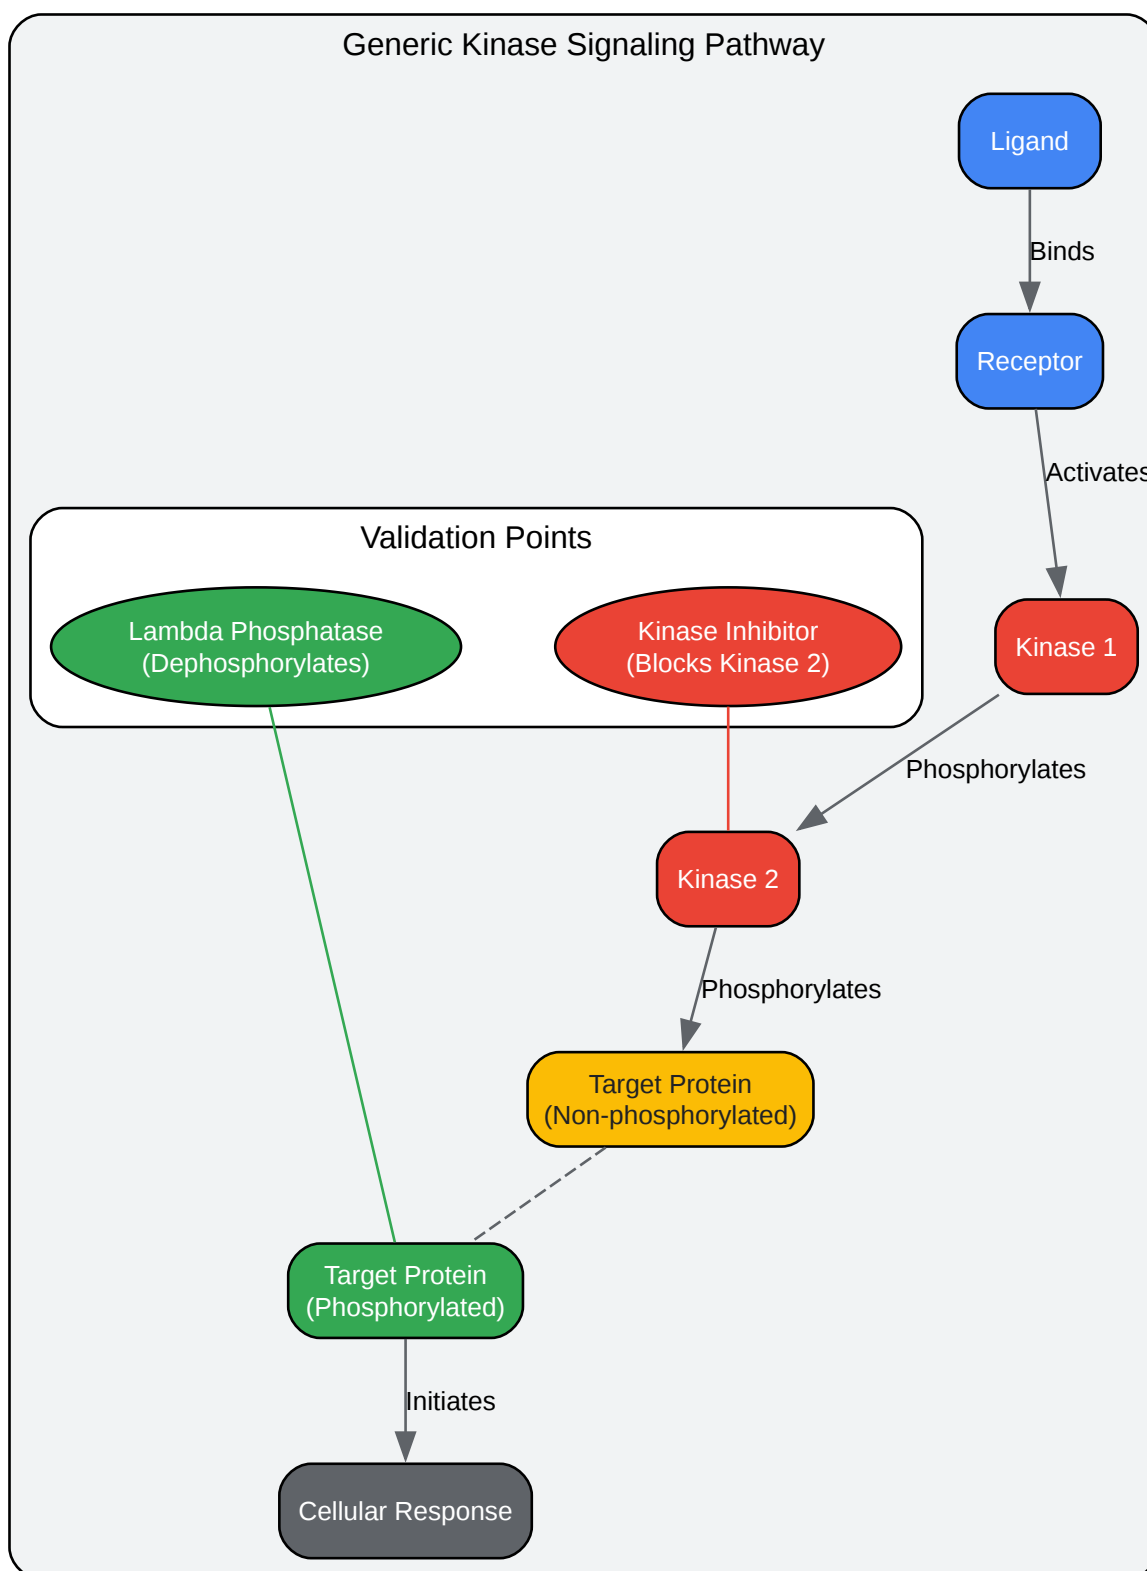 Generic Kinase Signaling Pathway
Ligand
Binds
Receptor
Activates
Validation Points
Lambda Phosphatase
(Dephosphorylates)
Kinase Inhibitor
(Blocks Kinase 2)
Kinase 1
Phosphorylates
Kinase 2
Phosphorylates
Target Protein
(Non-phosphorylated)
Target Protein
(Phosphorylated)
Initiates
Cellular Response